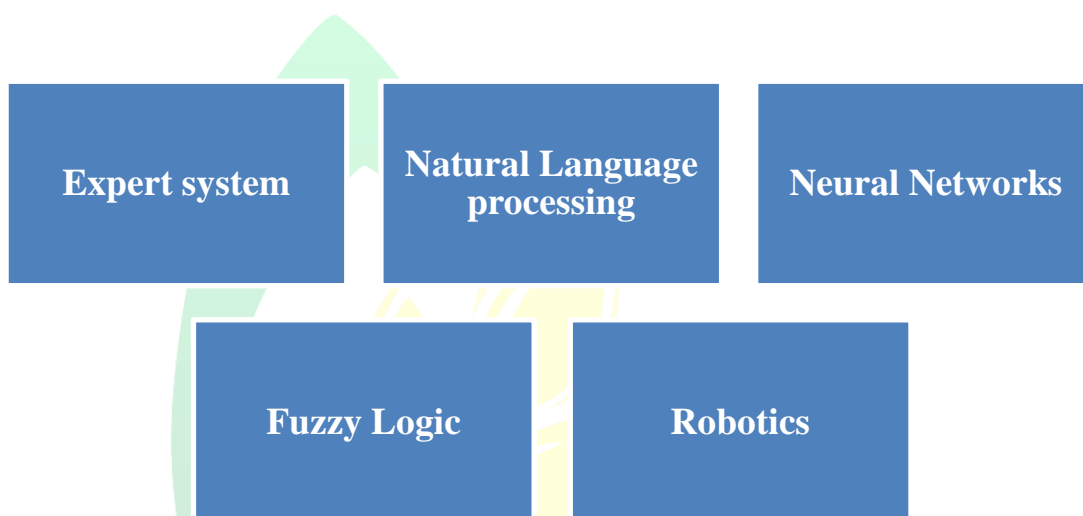 Expert system
Natural Language
processing
Neural Networks
Fuzzy Logic
Robotics